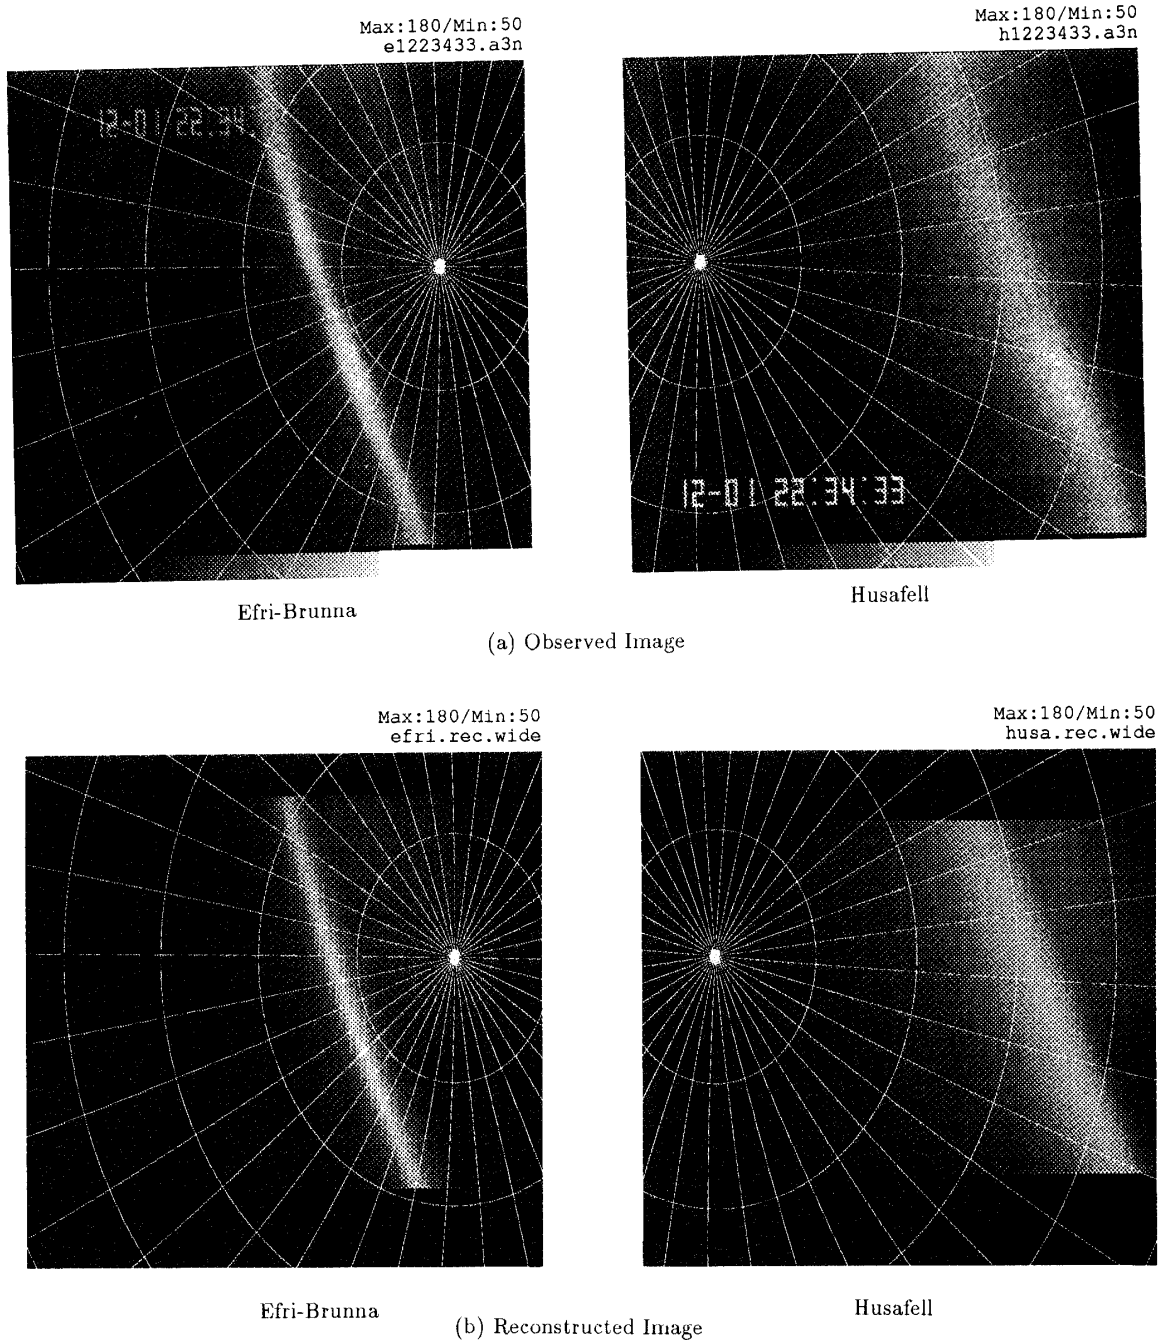 Max:180/Min:50
e1223433.a3n
Max:180/Min:50
h1223433.a3n
12-01 22:34
12-01 22:34:33
Efri-Brunna
Husafell
(a) Observed Image
Max:180/Min:50
efri.rec.wide
Max:180/Min:50
husa.rec.wide
Efri-Brunna
Husafell
(b) Reconstructed Image